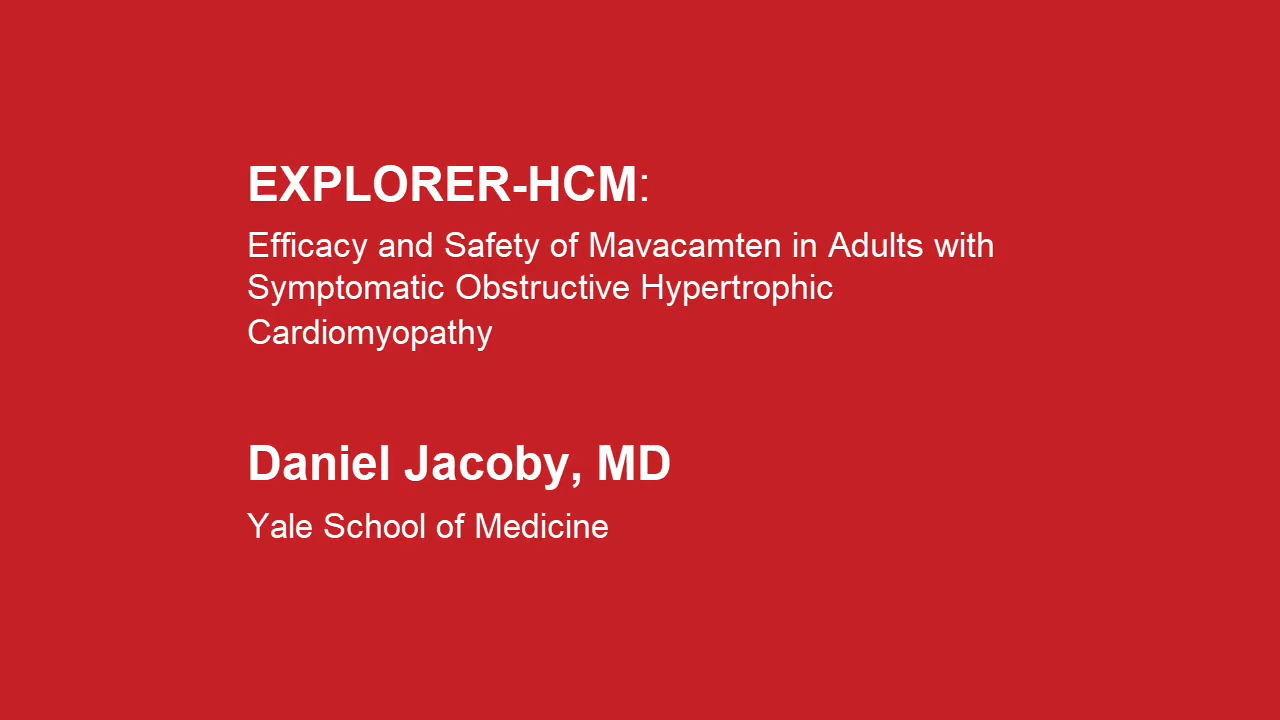 EXPLORER-HCM:
Efficacy and Safety of Mavacamten in Adults with
Symptomatic Obstructive Hypertrophic
Cardiomyopathy
Daniel Jacoby, MD
Yale School of Medicine